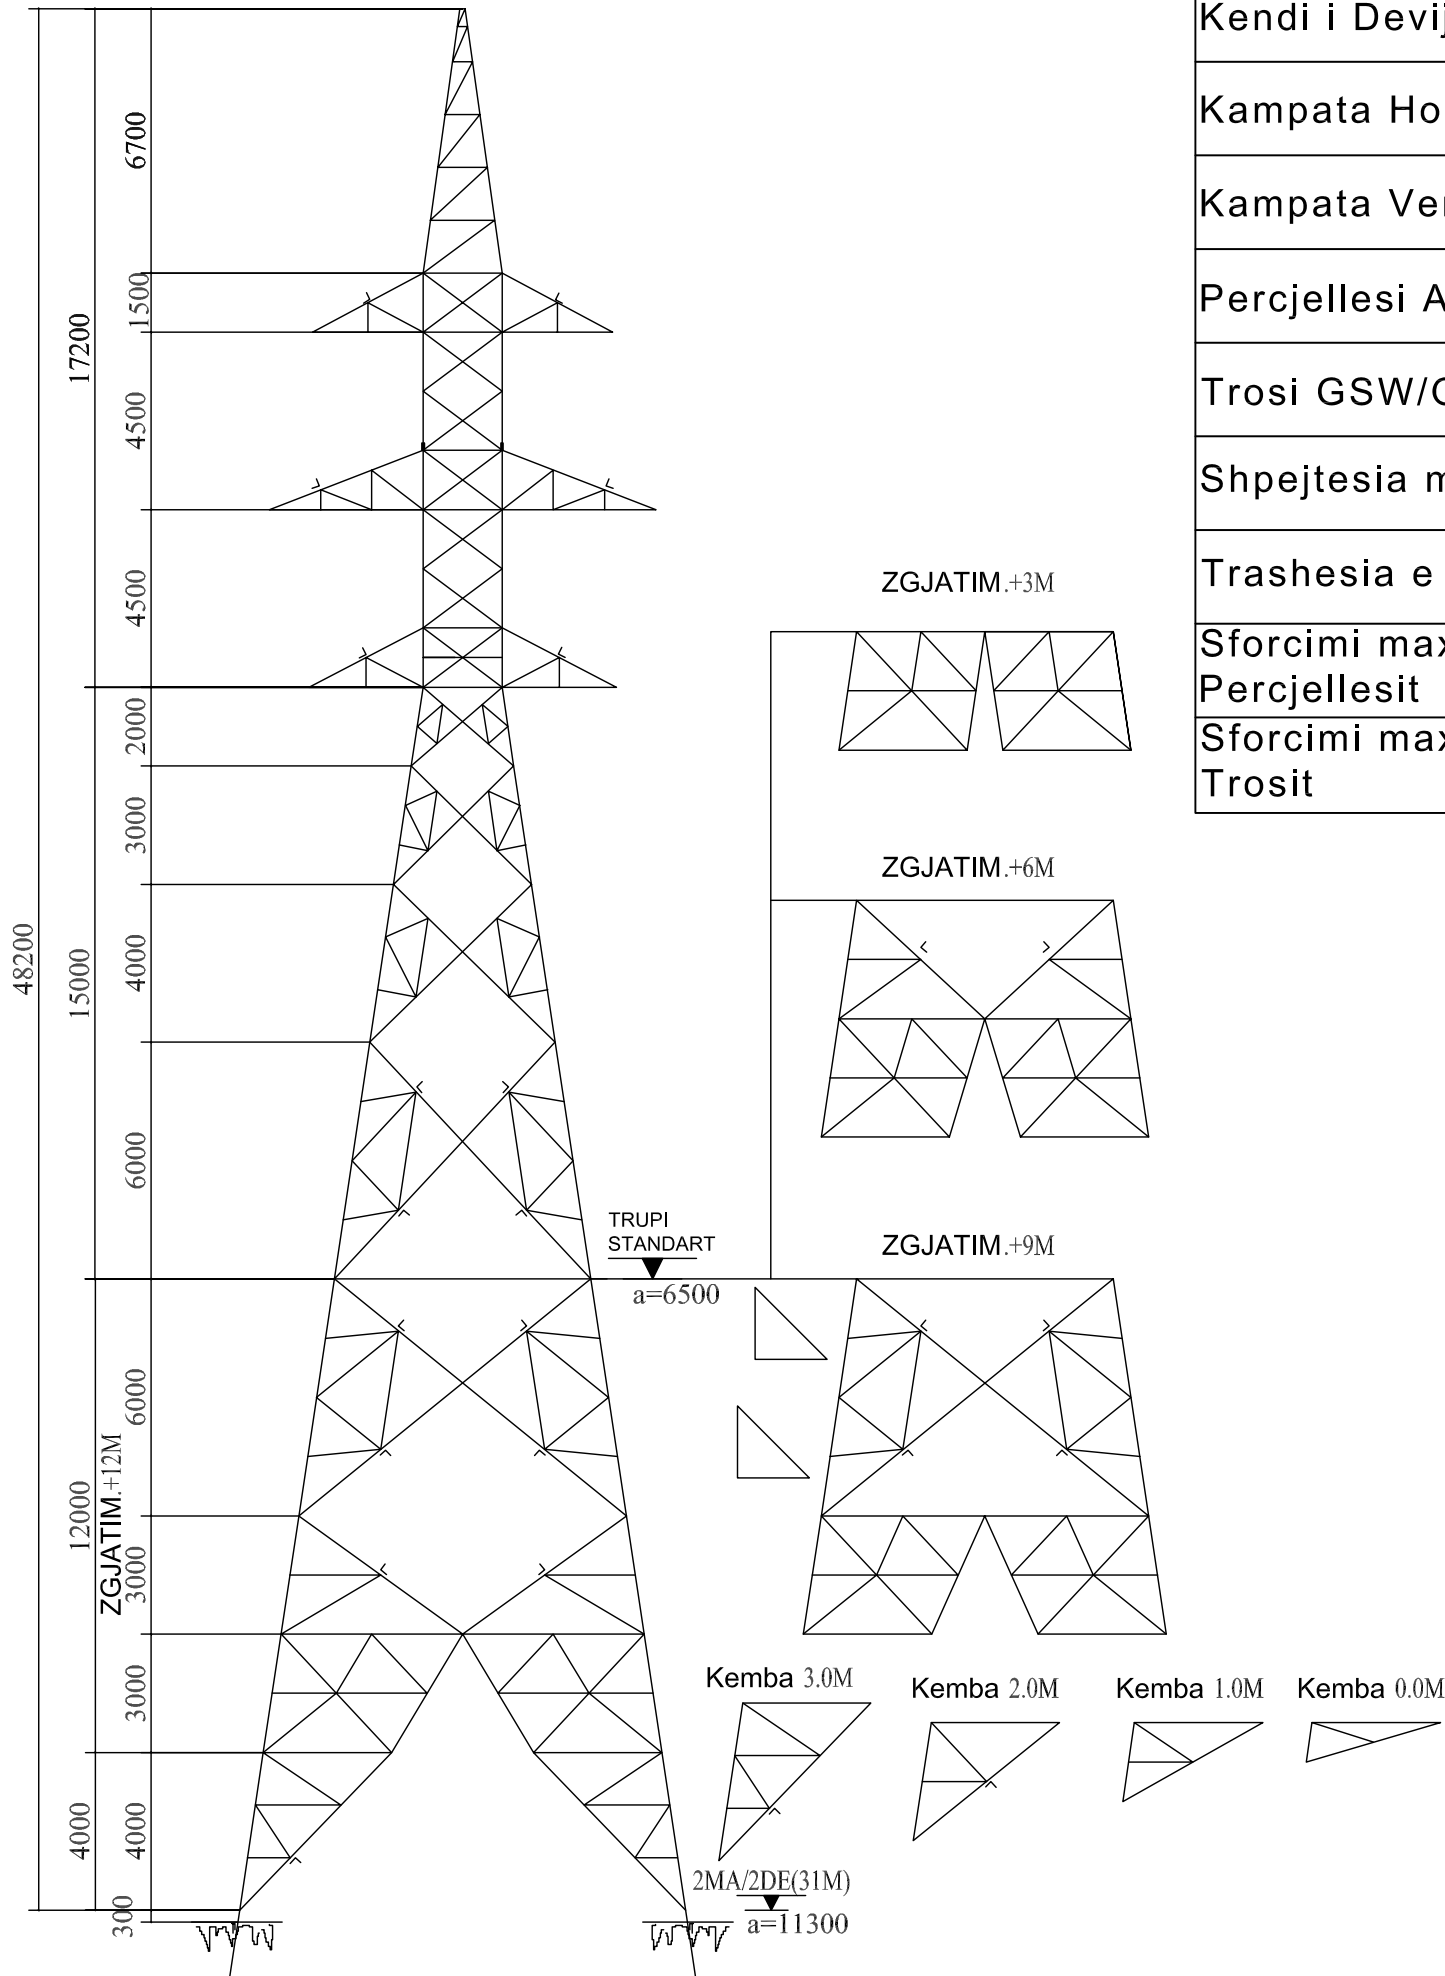 Kendi i Devij
Kampata Ho
Kampata Ver
Percjellesi A
Trosi GSW/
Shpejtesia m
Trashesia e
Sforcimi max
Percjellesit
Sforcimi max
Trosit
48200
17200
15000
12000
ZGJATIM.+12M
4000
6700
1500
4500
4500
2000
3000
4000
6000
6000
3000
3000
4000
300
TRUPI
STANDART
a=6500
ZGJATIM.+3M
ZGJATIM.+6M
ZGJATIM.+9M
Kemba 3.0M
Kemba 2.0M
Kemba 1.0M
Kemba 0.0M
2MA/2DE(31M)
a=11300